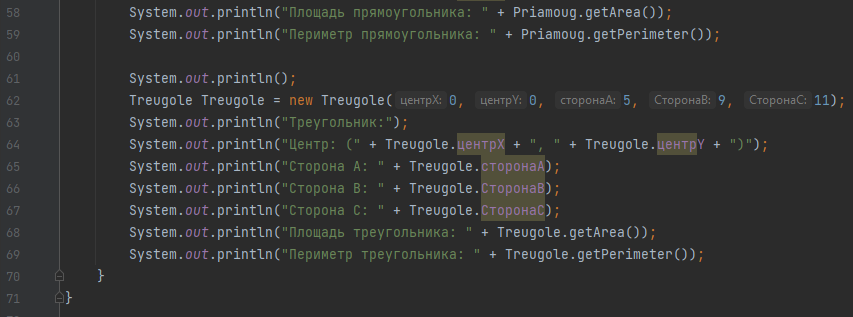 58 System.out.println("Площадь прямоугольника: " + Priamoug.getArea());
59 System.out.println("Периметр прямоугольника: " + Priamoug.getPerimeter());
60
61 System.out.println();
62 Treugole Treugole = new Treugole( центрX: 0, центрY: 0, сторонаA: 5, СторонаB: 9, СторонаC: 11);
63 System.out.println("Треугольник:");
64 System.out.println("Центр: (" + Treugole.центрX + ", " + Treugole.центрY + ")");
65 System.out.println("Сторона A: " + Treugole.сторонаA);
66 System.out.println("Сторона B: " + Treugole.СторонаB);
67 System.out.println("Сторона C: " + Treugole.СторонаC);
68 System.out.println("Площадь треугольника: " + Treugole.getArea());
69 System.out.println("Периметр треугольника: " + Treugole.getPerimeter());
70 }
71 }